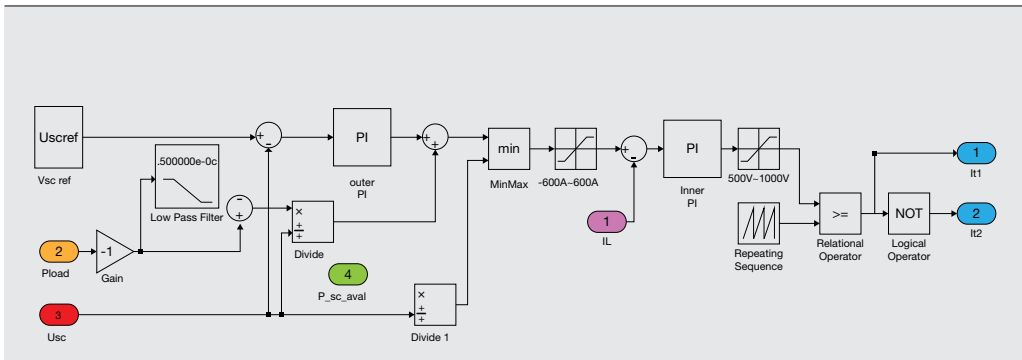 Uscref
Vsc ref
.500000e-0c
Low Pass Filter
2
Pload
-1
Gain
3
Usc
+
-
PI
outer
PI
-
+
×
÷
÷
Divide
4
P_sc_aval
+
+
×
÷
÷
Divide 1
min
MinMax
-600A~600A
+
-
1
IL
PI
Inner
PI
500V~1000V
Repeating
Sequence
>=
Relational
Operator
NOT
Logical
Operator
1
It1
2
It2